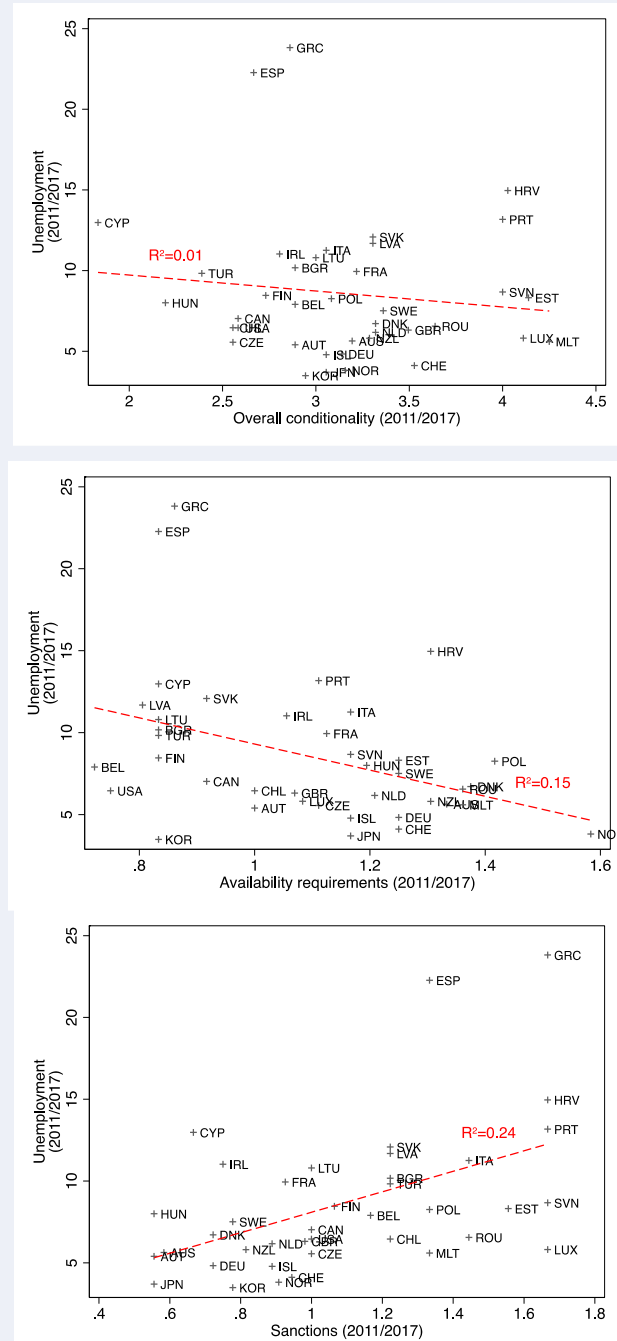 25
20
15
10
5
Unemployment
(2011/2017)
GRC
ESP
HRV
CYP
PRT
R²=0.01
IRL
ITA
SVK
LVA
LTU
BGR
FRA
TUR
HUN
FIN
BEL
POL
SVN
EST
SWE
CAN
DNK
NLD
GBR
ROU
CHL
USA
CZE
AUT
AUS
NZL
LUX
MLT
ISL
DEU
CHE
KOR
JPN
NOR
2 2.5 3 3.5 4 4.5
Overall conditionality (2011/2017)
25
20
15
10
5
Unemployment
(2011/2017)
GRC
ESP
HRV
CYP
PRT
LVA
SVK
IRL
ITA
LTU
BGR
TUR
FRA
FIN
SVN
HUN
EST
SWE
POL
BEL
USA
CAN
CHL
AUT
GBR
LUX
CZE
NLD
NZL
ROU
DNK
AUS
MLT
R²=0.15
ISL
DEU
CHE
KOR
JPN
NO
.8 1 1.2 1.4 1.6
Availability requirements (2011/2017)
25
20
15
10
5
Unemployment
(2011/2017)
GRC
ESP
HRV
CYP
PRT
R²=0.24
IRL
LTU
SVK
LVA
ITA
FRA
BGR
TUR
FIN
HUN
SWE
BEL
POL
EST
SVN
DNK
CAN
USA
GBR
NLD
CHL
ROU
AUS
AUT
NZL
CZE
MLT
LUX
DEU
ISL
CHE
JPN
KOR
NOR
.4 .6 .8 1 1.2 1.4 1.6 1.8
Sanctions (2011/2017)